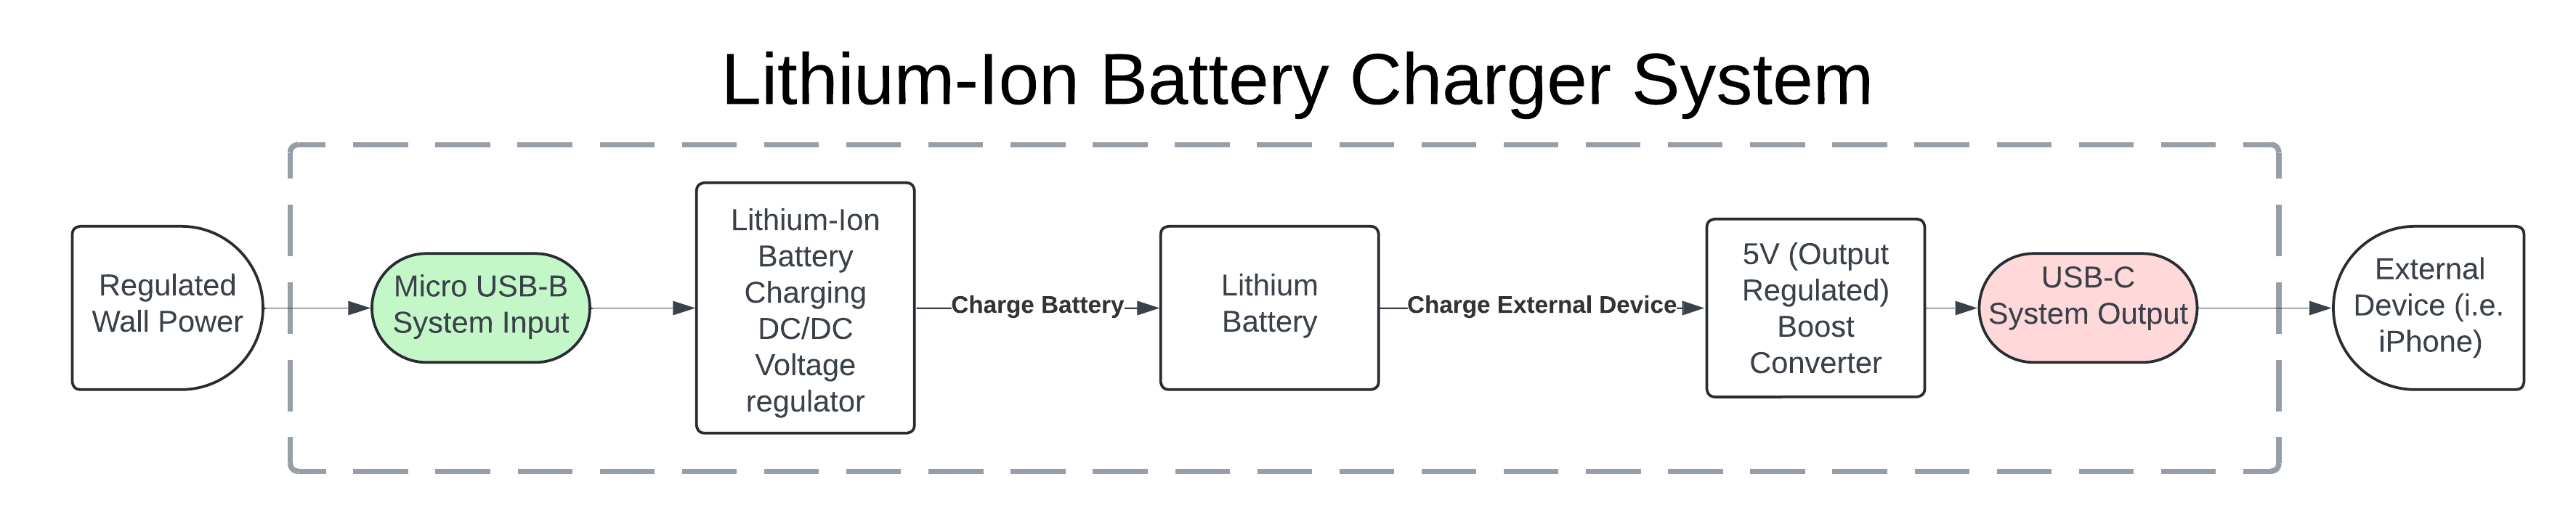 Lithium-Ion Battery Charger System
Regulated
Wall Power
Micro USB-B
System Input
Lithium-Ion
Battery
Charging
DC/DC
Voltage
regulator
Charge Battery
Lithium
Battery
Charge External Device
5V (Output
Regulated)
Boost
Converter
USB-C
System Output
External
Device (i.e.
iPhone)